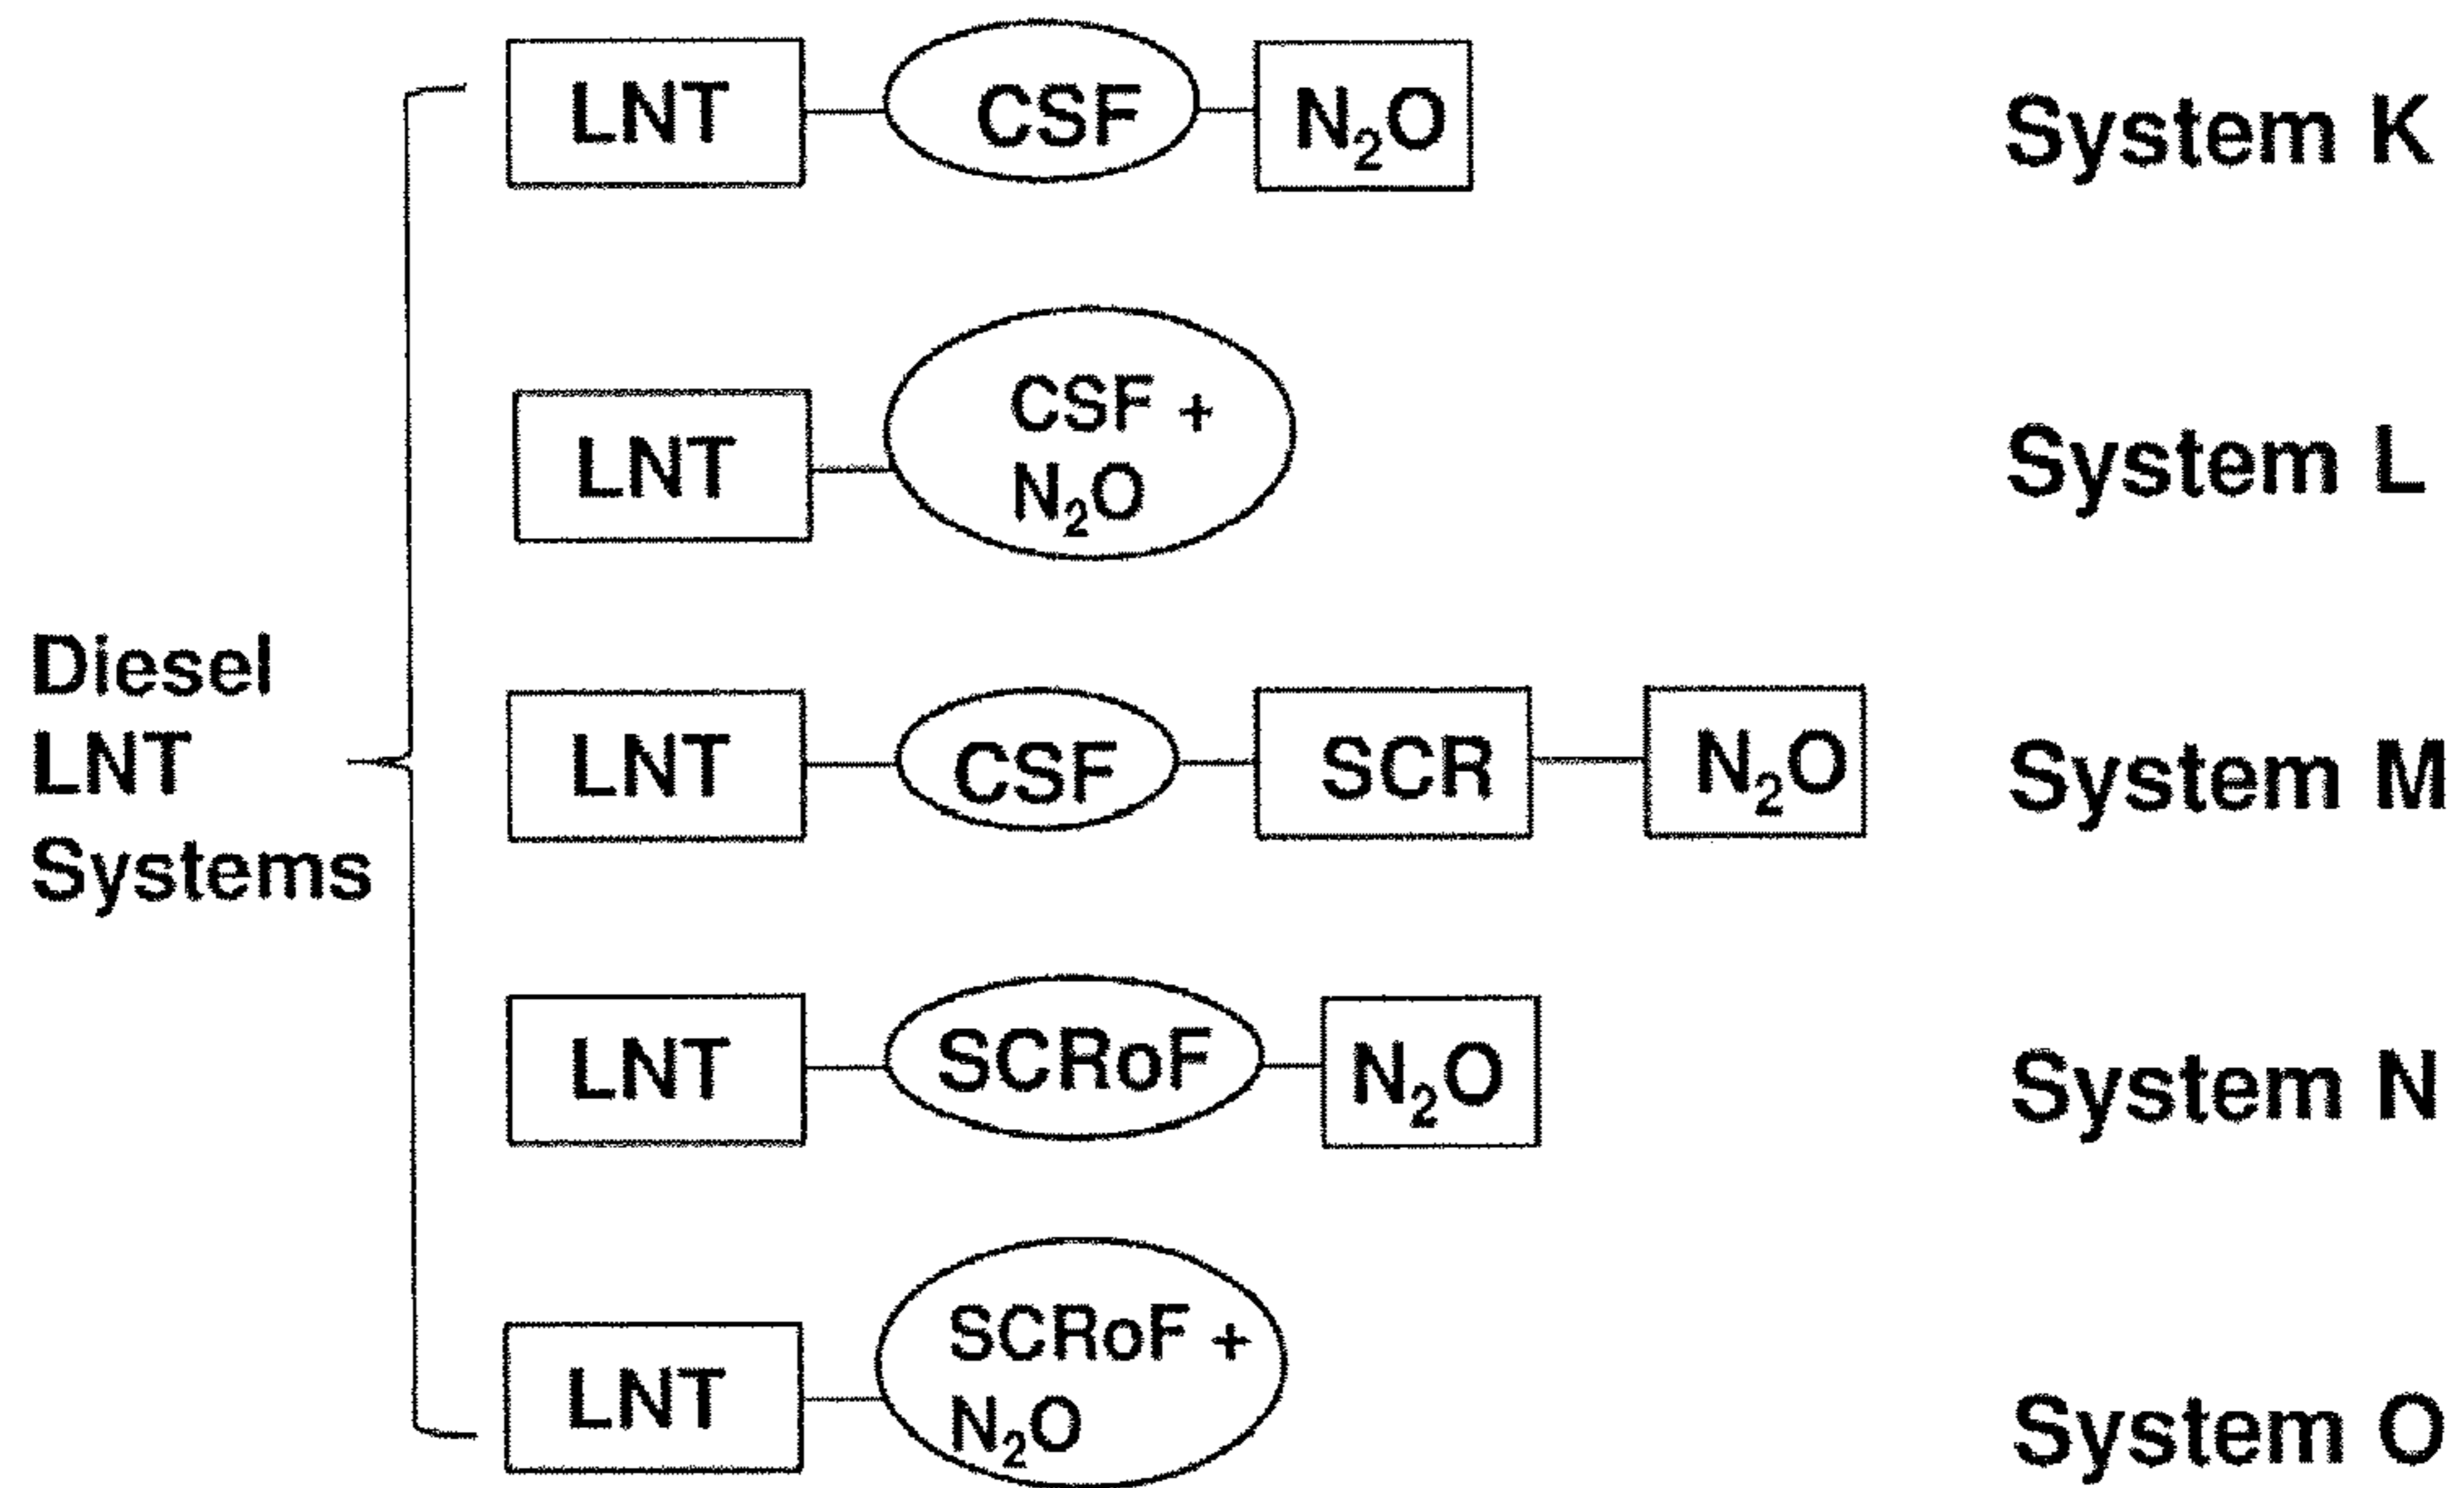 LNT CSF N₂O System K
LNT CSF + N₂O System L
Diesel
LNT
Systems
LNT CSF SCR N₂O System M
LNT SCRoF N₂O System N
LNT SCRoF + N₂O System O